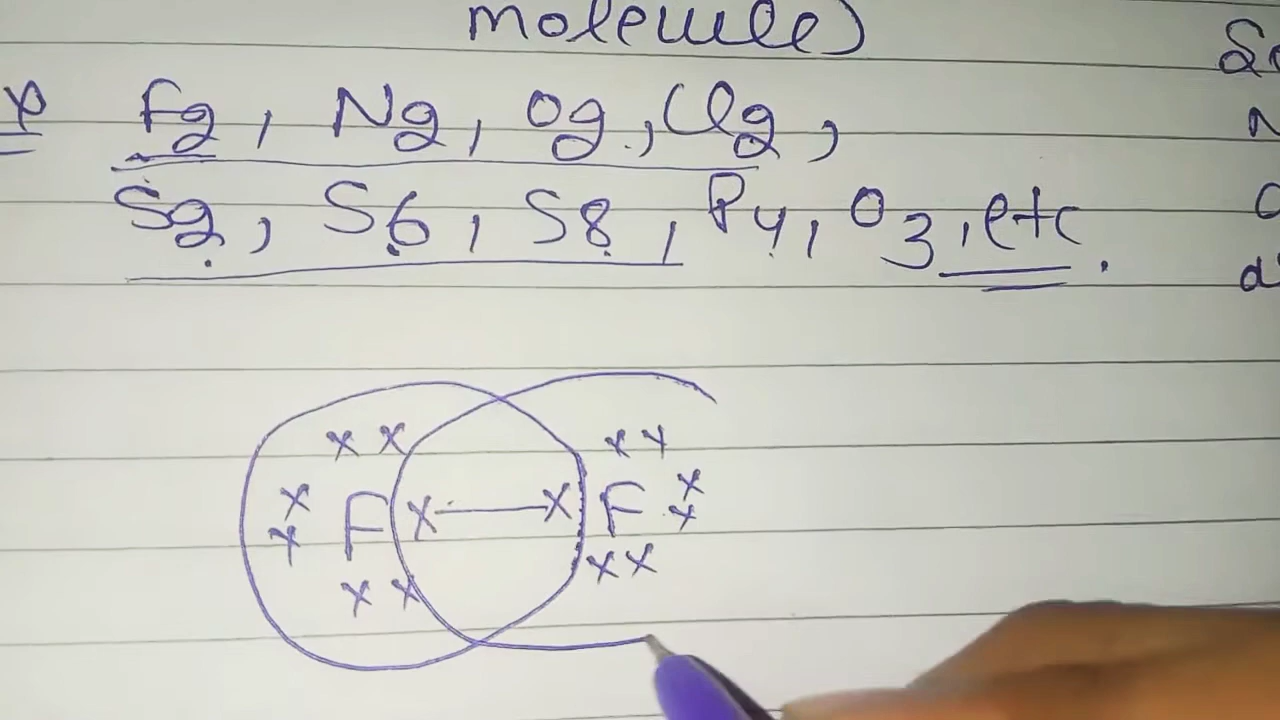 molecule)
F2, N2, O2, Cl2,
S2, S6, S8, P4, O3, etc.
x x x x
x F x — x F x
x x
x x x x